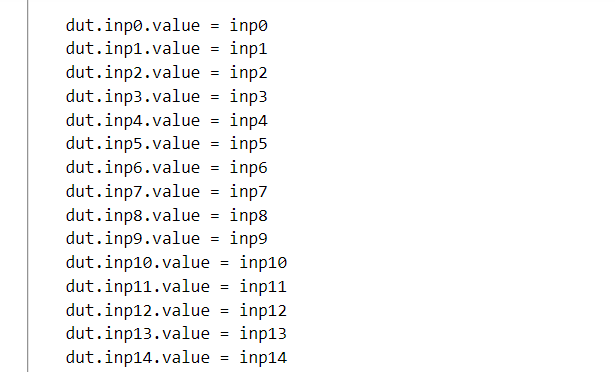 dut.inp0.value = inp0
dut.inp1.value = inp1
dut.inp2.value = inp2
dut.inp3.value = inp3
dut.inp4.value = inp4
dut.inp5.value = inp5
dut.inp6.value = inp6
dut.inp7.value = inp7
dut.inp8.value = inp8
dut.inp9.value = inp9
dut.inp10.value = inp10
dut.inp11.value = inp11
dut.inp12.value = inp12
dut.inp13.value = inp13
dut.inp14.value = inp14